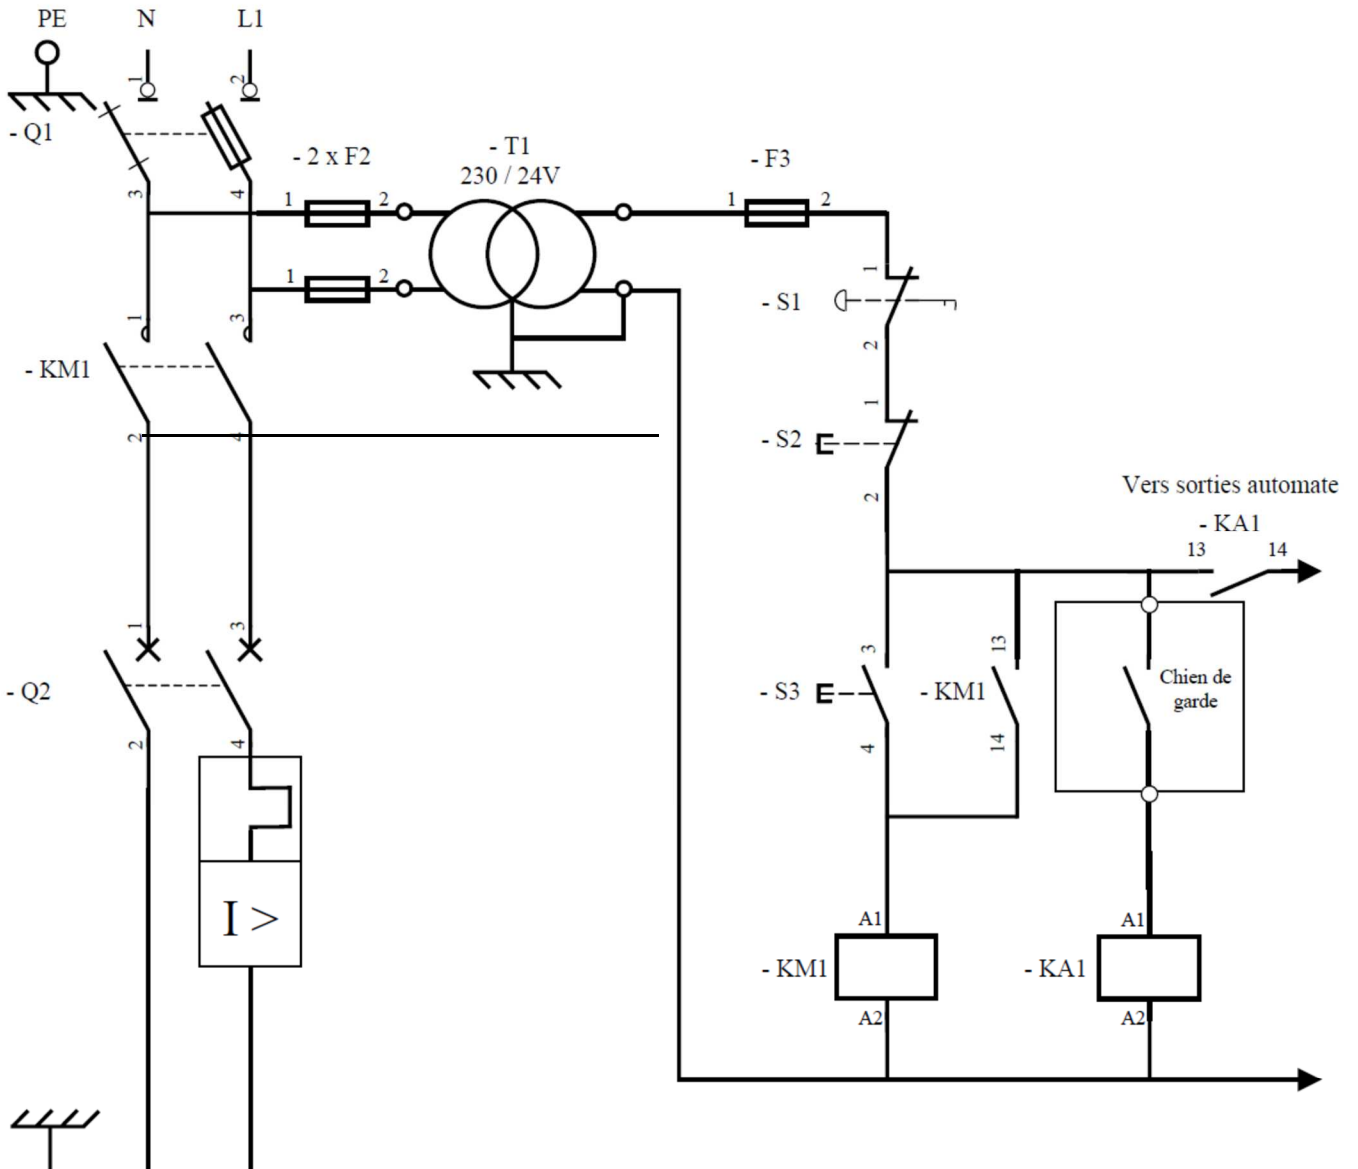 PE N L1
1 2
- Q1
3 4
- 2 x F2
1 2
1 2
- T1
230 / 24V
- F3
1 2
1
- S1
2
1
- S2
2
1 3
- KM1
2 4
Vers sorties automate
- KA1
13 14
1 3
- Q2
2 4
I >
3
- S3
4
13
- KM1
14
Chien de
garde
A1
- KM1
A2
A1
- KA1
A2